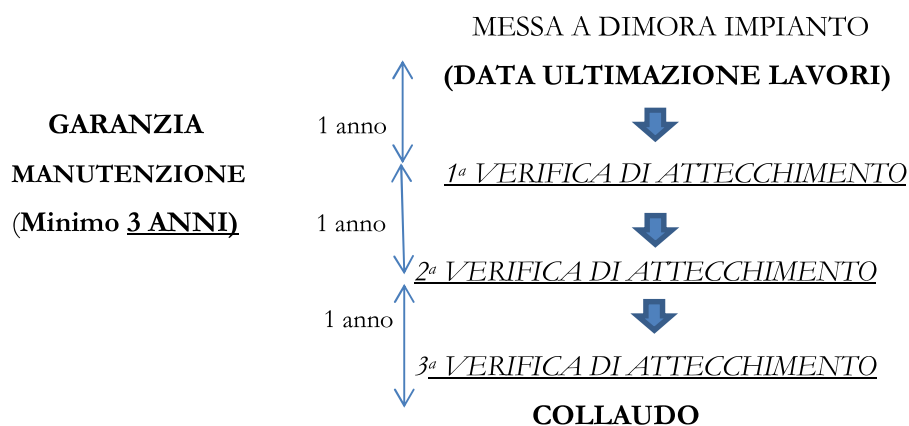 MESSA A DIMORA IMPIANTO
(DATA ULTIMAZIONE LAVORI)
GARANZIA
MANUTENZIONE
(Minimo 3 ANNI)
1 anno
1ª VERIFICA DI ATTECCHIMENTO
1 anno
2ª VERIFICA DI ATTECCHIMENTO
1 anno
3ª VERIFICA DI ATTECCHIMENTO
COLLAUDO